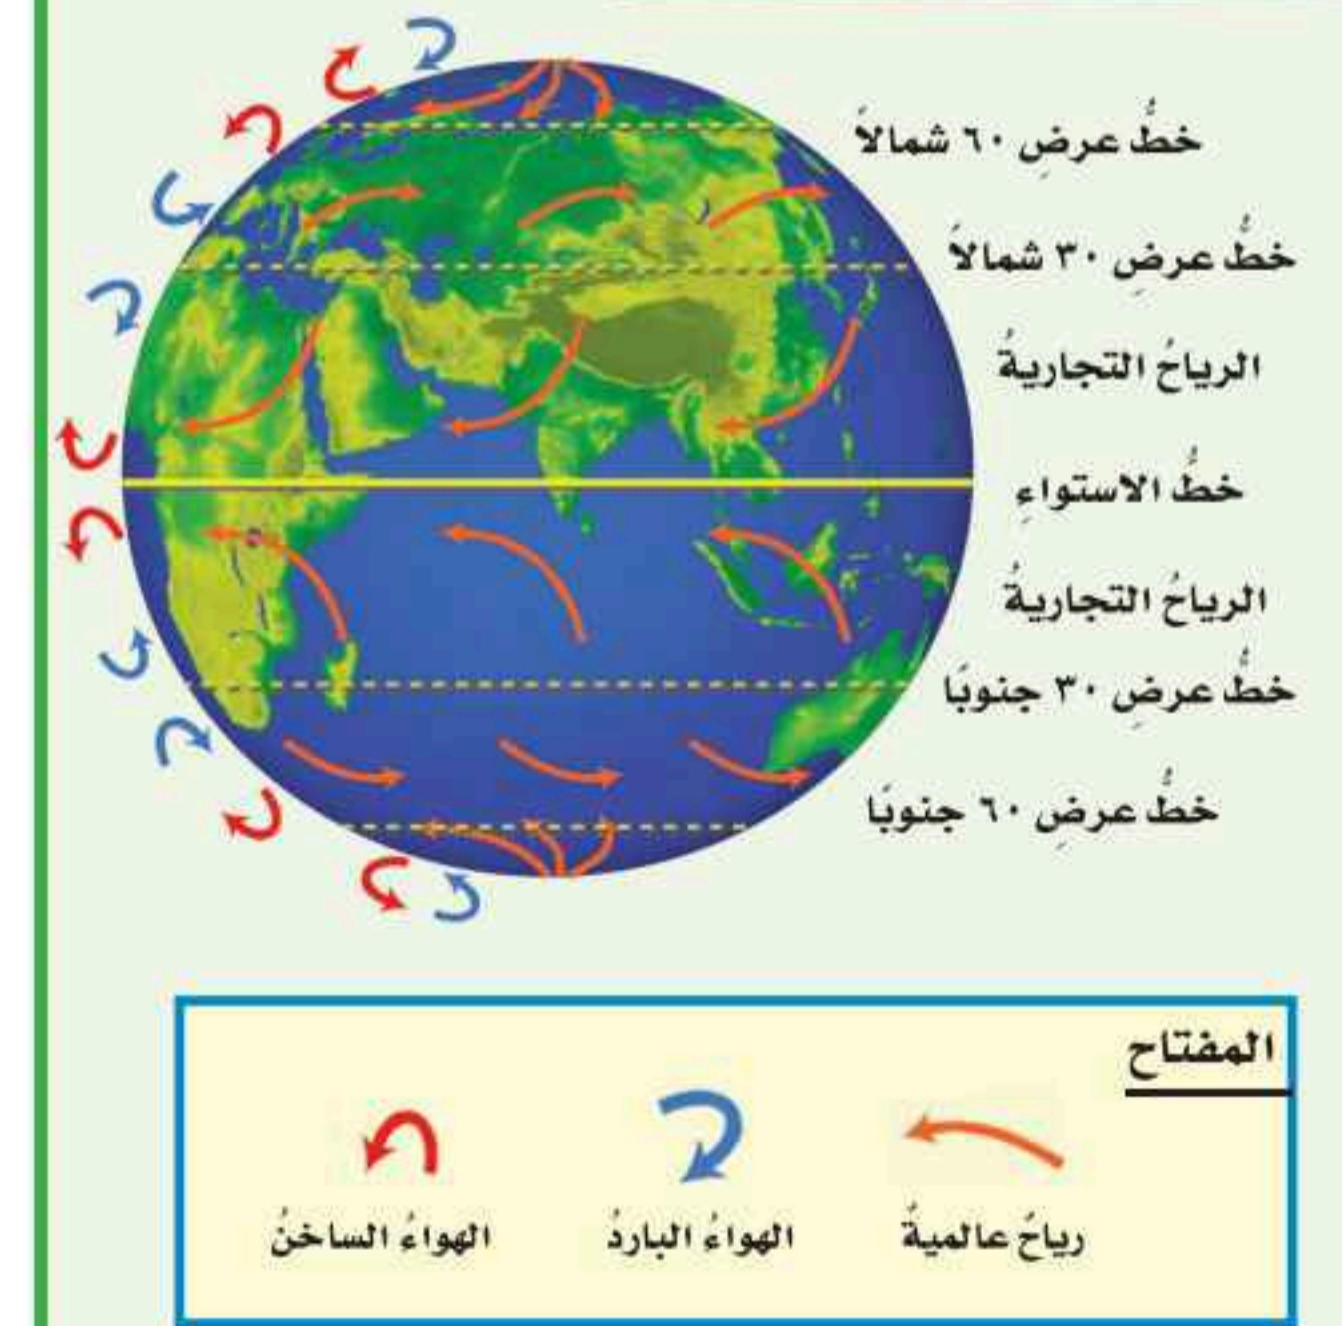 خطُّ عرضِ ٦٠ شمالاً
خطُّ عرضِ ٣٠ شمالاً
الرياحُ التجاريةُ
خطُّ الاستواءِ
الرياحُ التجاريةُ
خطُّ عرضِ ٣٠ جنوبًا
خطُّ عرضِ ٦٠ جنوبًا
المفتاح
رياحٌ عالميةٌ
الهواءُ الباردُ
الهواءُ الساخنُ